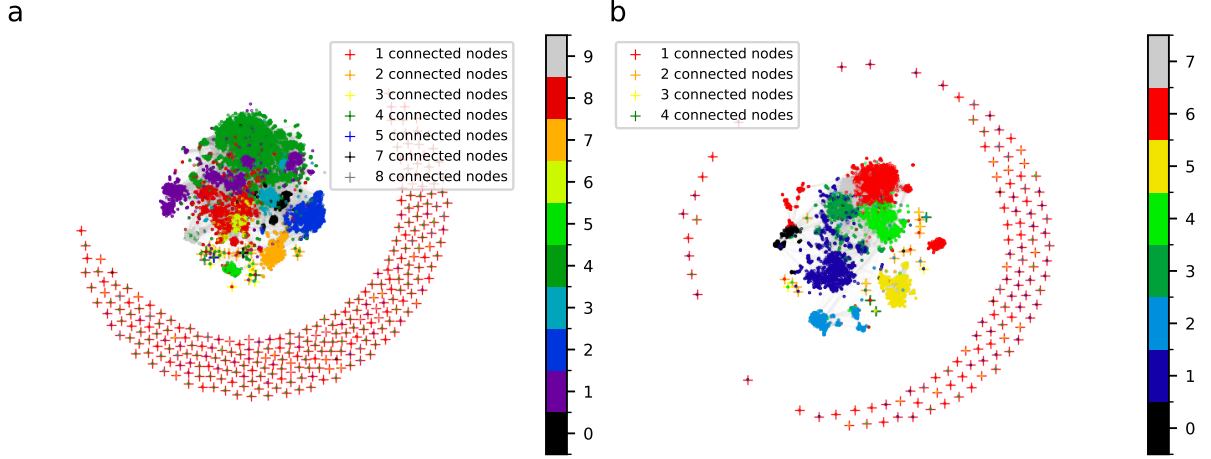 a
b
1 connected nodes
2 connected nodes
3 connected nodes
4 connected nodes
5 connected nodes
7 connected nodes
8 connected nodes
9
8
7
6
5
4
3
2
1
0
1 connected nodes
2 connected nodes
3 connected nodes
4 connected nodes
7
6
5
4
3
2
1
0